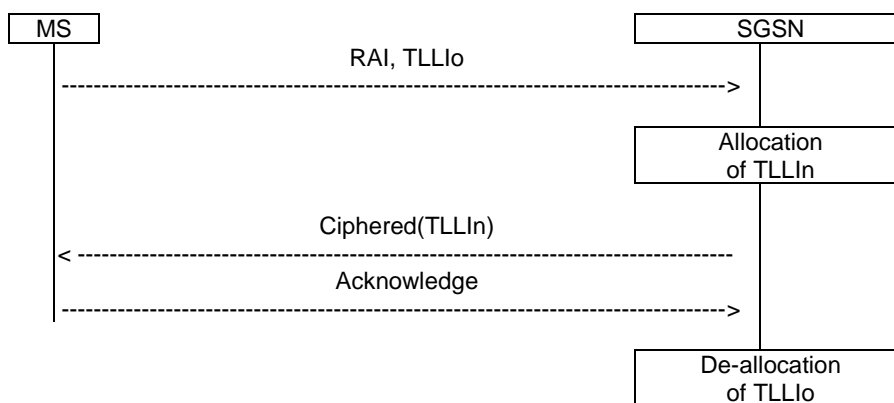 MS
SGSN
RAI, TLLIo
Allocation
of TLLIn
Ciphered(TLLIn)
Acknowledge
De-allocation
of TLLIo